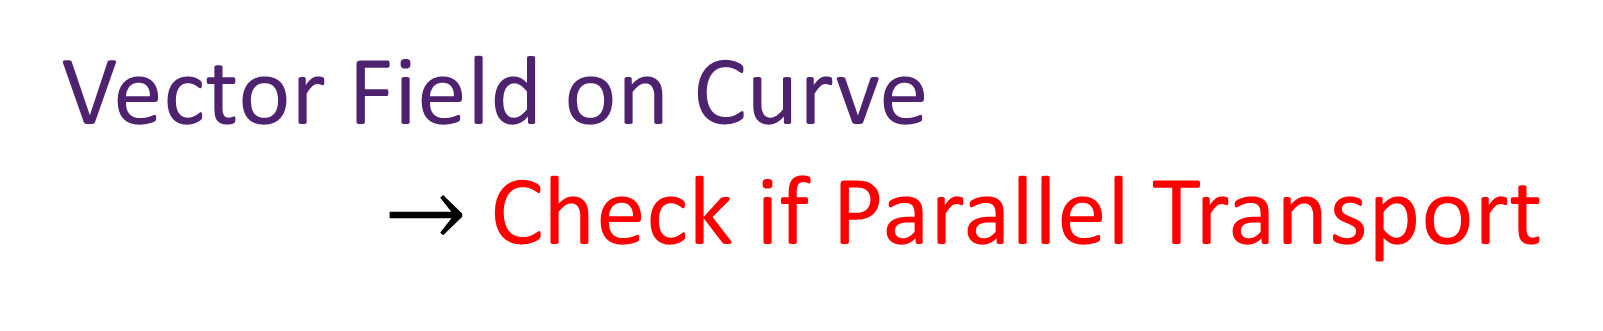 Vector Field on Curve
→ Check if Parallel Transport